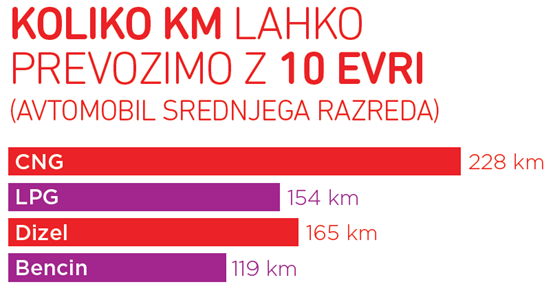 KOLIKO KM LAHKO
PREVOZIMO Z 10 EVRI
(AVTOMOBIL SREDNJEGA RAZREDA)
CNG 228 km
LPG 154 km
Dizel 165 km
Bencin 119 km